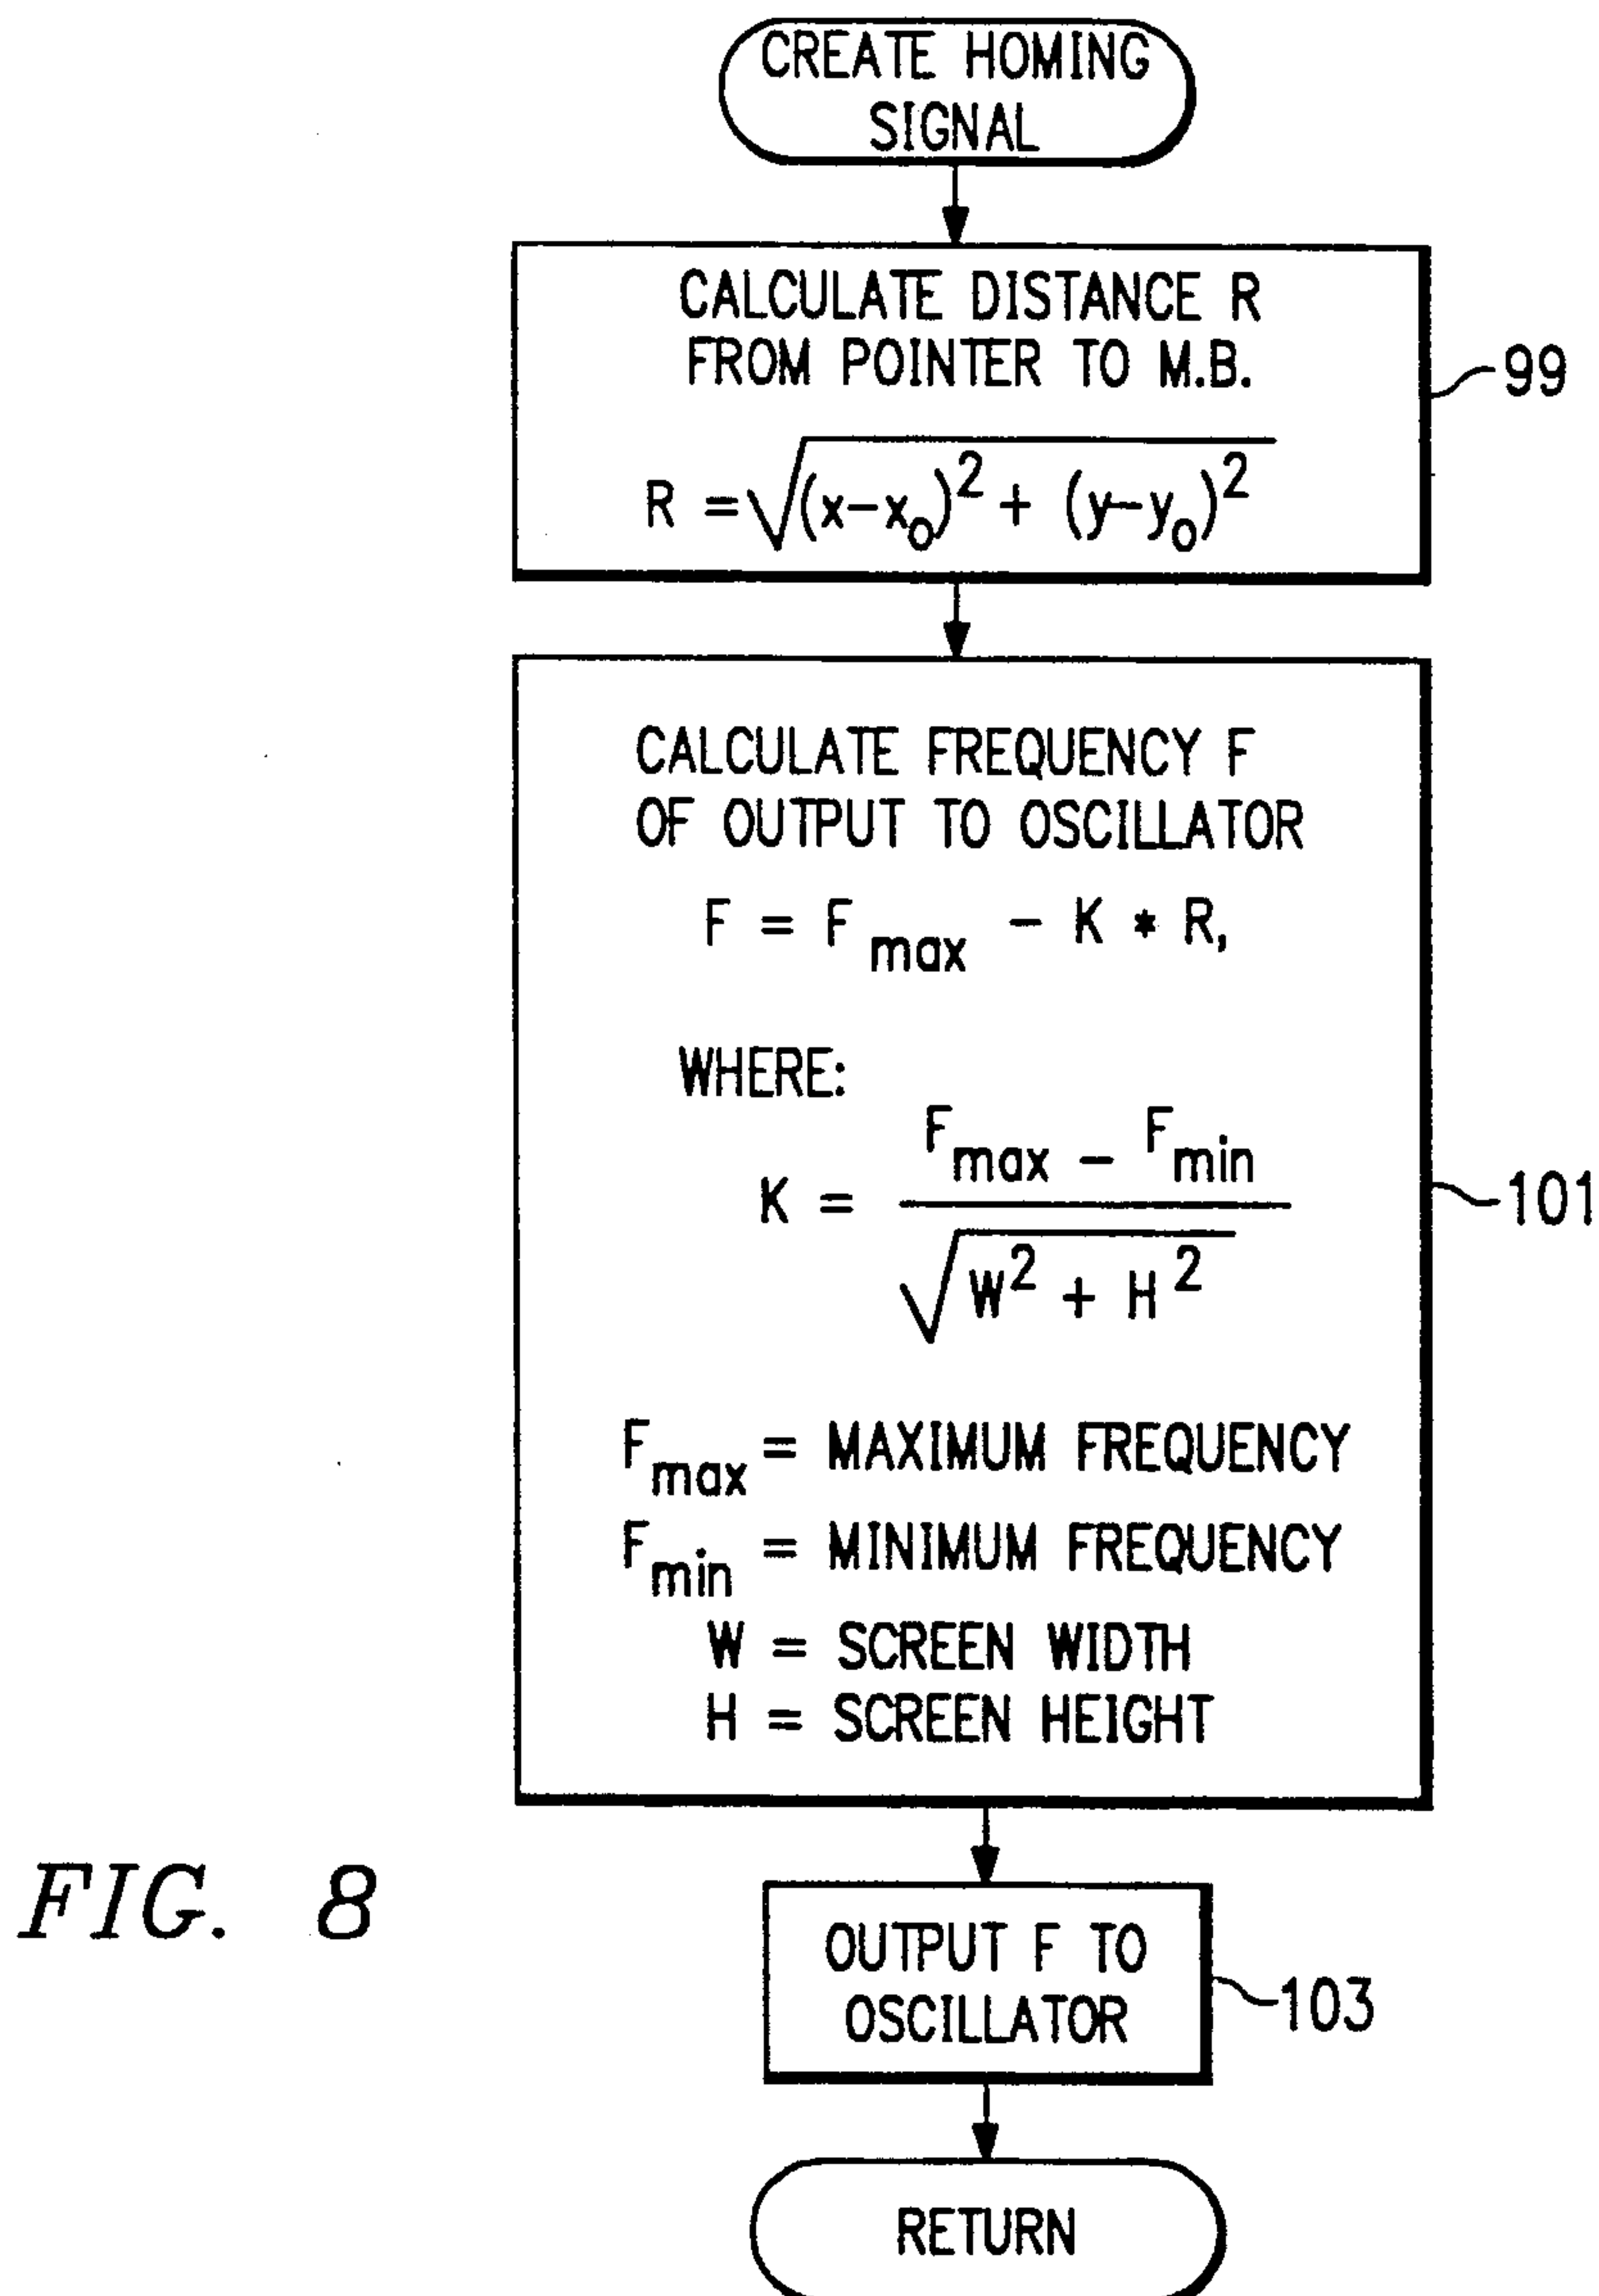 CREATE HOMING
SIGNAL
CALCULATE DISTANCE R
FROM POINTER TO M.B.
R = √((x-x₀)² + (y-y₀)²)
99
CALCULATE FREQUENCY F
OF OUTPUT TO OSCILLATOR
F = F max - K * R,
WHERE:
K = (F max - F min) / √(W² + H²)
101
F max = MAXIMUM FREQUENCY
F min = MINIMUM FREQUENCY
W = SCREEN WIDTH
H = SCREEN HEIGHT
OUTPUT F TO
OSCILLATOR
103
RETURN
FIG. 8